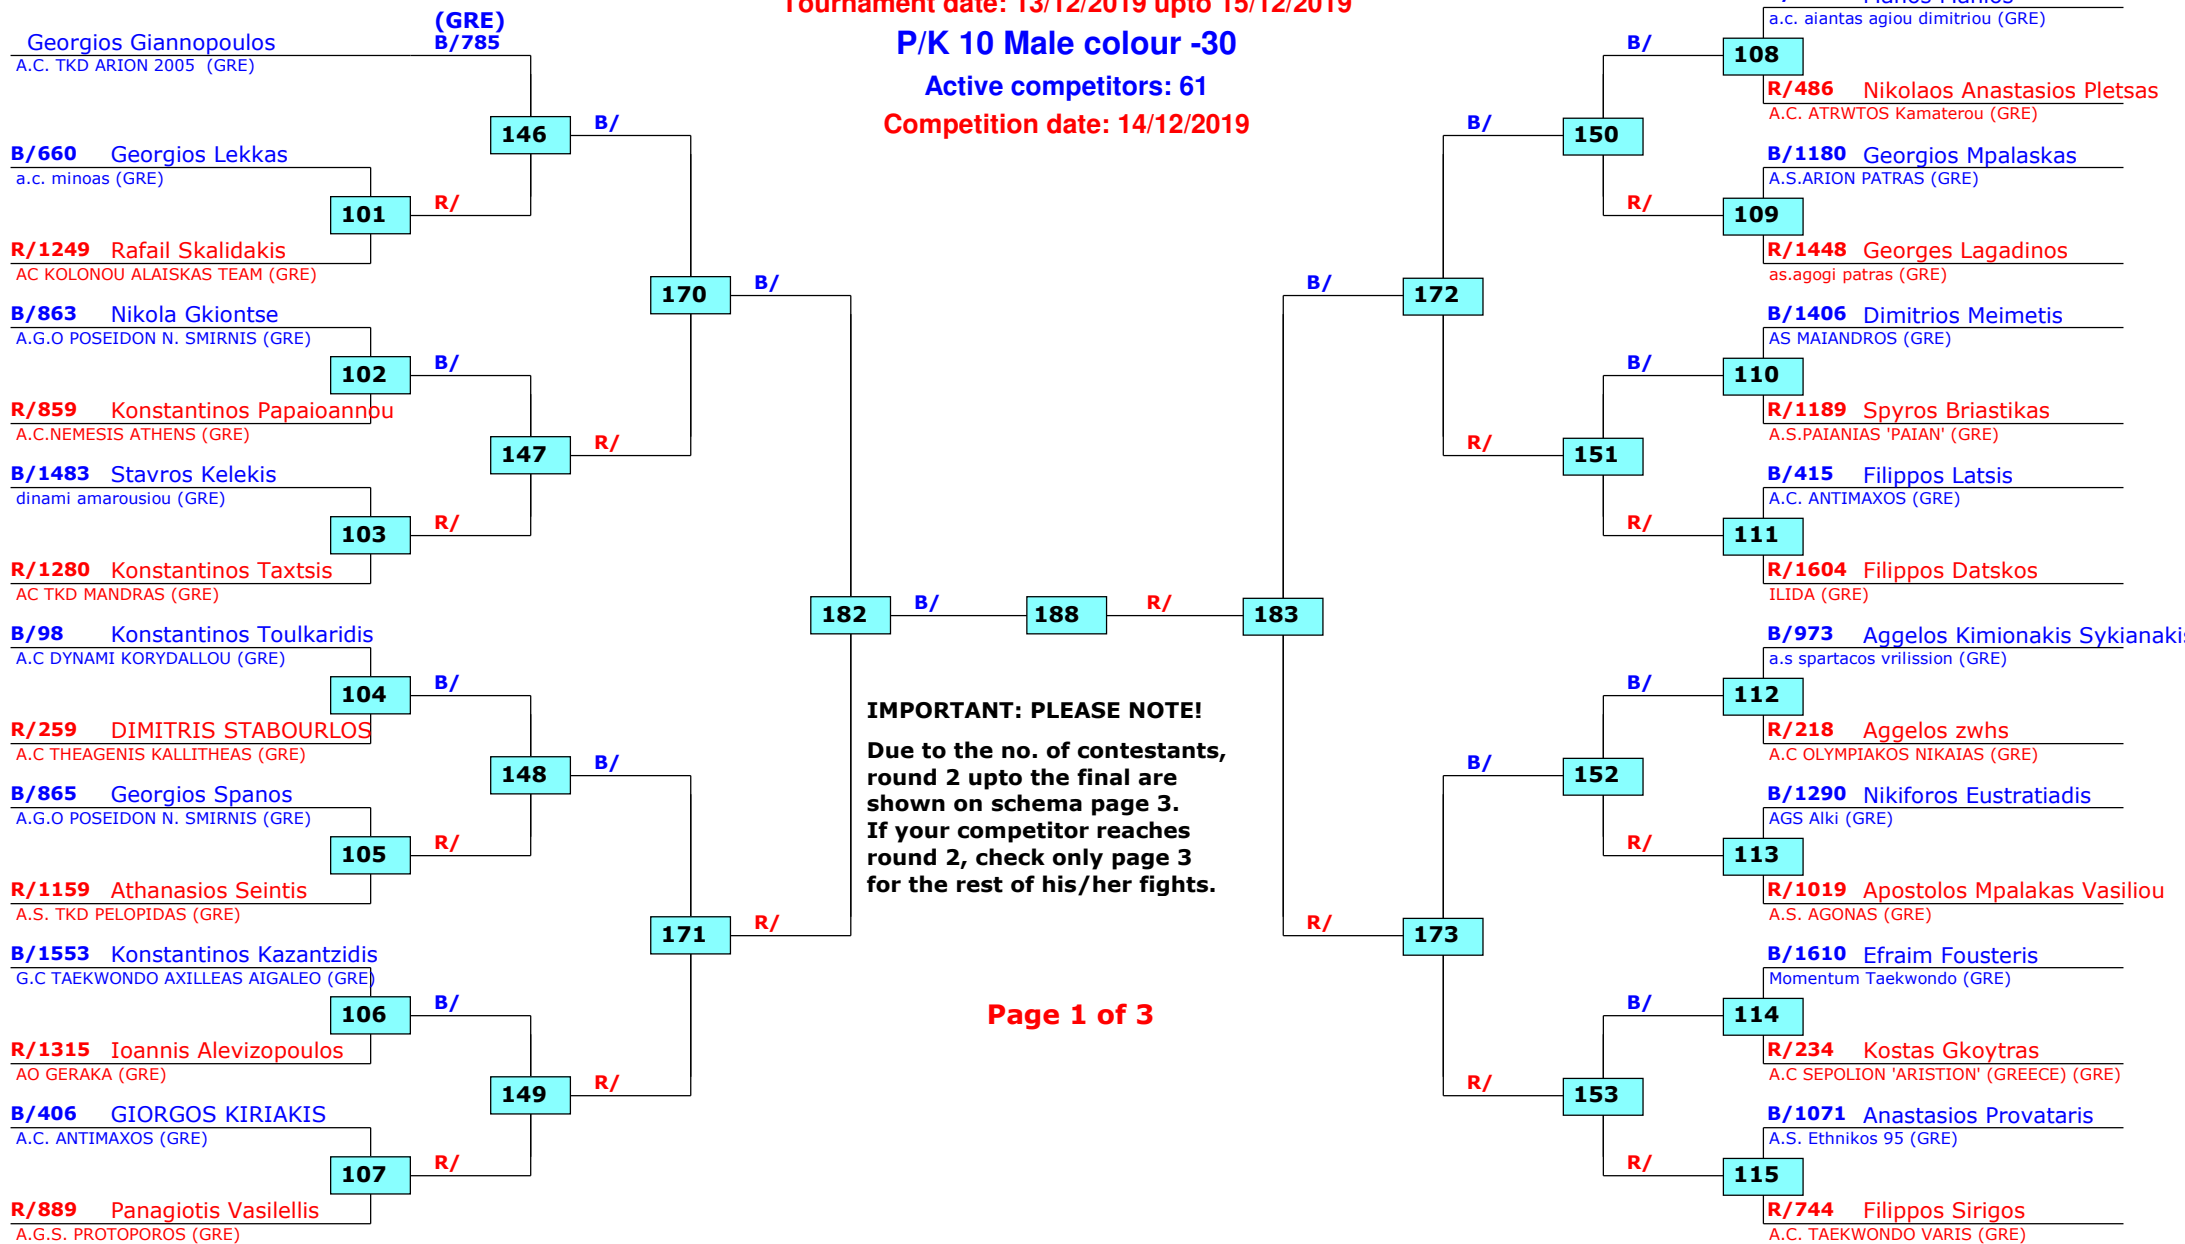 Tournament date: 13/12/2019 upto 15/12/2019
P/K 10 Male colour -30
Active competitors: 61
Competition date: 14/12/2019
(GRE)
Georgios Giannopoulos B/785
A.C. TKD ARION 2005 (GRE)
146 B/
B/660 Georgios Lekkas
a.c. minoas (GRE)
101 R/
R/1249 Rafail Skalidakis
AC KOLONOU ALAISKAS TEAM (GRE)
170 B/
B/863 Nikola Gkiontse
A.G.O POSEIDON N. SMIRNIS (GRE)
102 B/
R/859 Konstantinos Papaioannou
A.C.NEMESIS ATHENS (GRE)
147 R/
B/1483 Stavros Kelekis
dinami amarousiou (GRE)
103 R/
R/1280 Konstantinos Taxtsis
AC TKD MANDRAS (GRE)
182 B/ 188 R/ 183
B/98 Konstantinos Toulkaridis
A.C DYNAMI KORYDALLOU (GRE)
104 B/
R/259 DIMITRIS STABOURLOS
A.C THEAGENIS KALLITHEAS (GRE)
148 B/
B/865 Georgios Spanos
A.G.O POSEIDON N. SMIRNIS (GRE)
105 R/
R/1159 Athanasios Seintis
A.S. TKD PELOPIDAS (GRE)
171 R/
B/1553 Konstantinos Kazantzidis
G.C TAEKWONDO AXILLEAS AIGALEO (GRE)
106 B/
R/1315 Ioannis Alevizopoulos
AO GERAKA (GRE)
149 R/
B/406 GIORGOS KIRIAKIS
A.C. ANTIMAXOS (GRE)
107 R/
R/889 Panagiotis Vasilellis
A.G.S. PROTOPOROS (GRE)
IMPORTANT: PLEASE NOTE!
Due to the no. of contestants,
round 2 upto the final are
shown on schema page 3.
If your competitor reaches
round 2, check only page 3
for the rest of his/her fights.
Page 1 of 3
a.c. aiantas agiou dimitriou (GRE)
B/ 108
R/486 Nikolaos Anastasios Pletsas
A.C. ATRWTOS Kamaterou (GRE)
B/ 150
B/1180 Georgios Mpalaskas
A.S.ARION PATRAS (GRE)
R/ 109
R/1448 Georges Lagadinos
as.agogi patras (GRE)
B/ 172
B/1406 Dimitrios Meimetis
AS MAIANDROS (GRE)
B/ 110
R/1189 Spyros Briastikas
A.S.PAIANIAS 'PAIAN' (GRE)
R/ 151
B/415 Filippos Latsis
A.C. ANTIMAXOS (GRE)
R/ 111
R/1604 Filippos Datskos
ILIDA (GRE)
B/973 Aggelos Kimionakis Sykianakis
a.s spartacos vrilission (GRE)
B/ 112
R/218 Aggelos zwhs
A.C OLYMPIAKOS NIKAIAS (GRE)
B/ 152
B/1290 Nikiforos Eustratiadis
AGS Alki (GRE)
R/ 113
R/1019 Apostolos Mpalakas Vasiliou
A.S. AGONAS (GRE)
R/ 173
B/1610 Efraim Fousteris
Momentum Taekwondo (GRE)
B/ 114
R/234 Kostas Gkoytras
A.C SEPOLION 'ARISTION' (GREECE) (GRE)
R/ 153
B/1071 Anastasios Provataris
A.S. Ethnikos 95 (GRE)
R/ 115
R/744 Filippos Sirigos
A.C. TAEKWONDO VARIS (GRE)